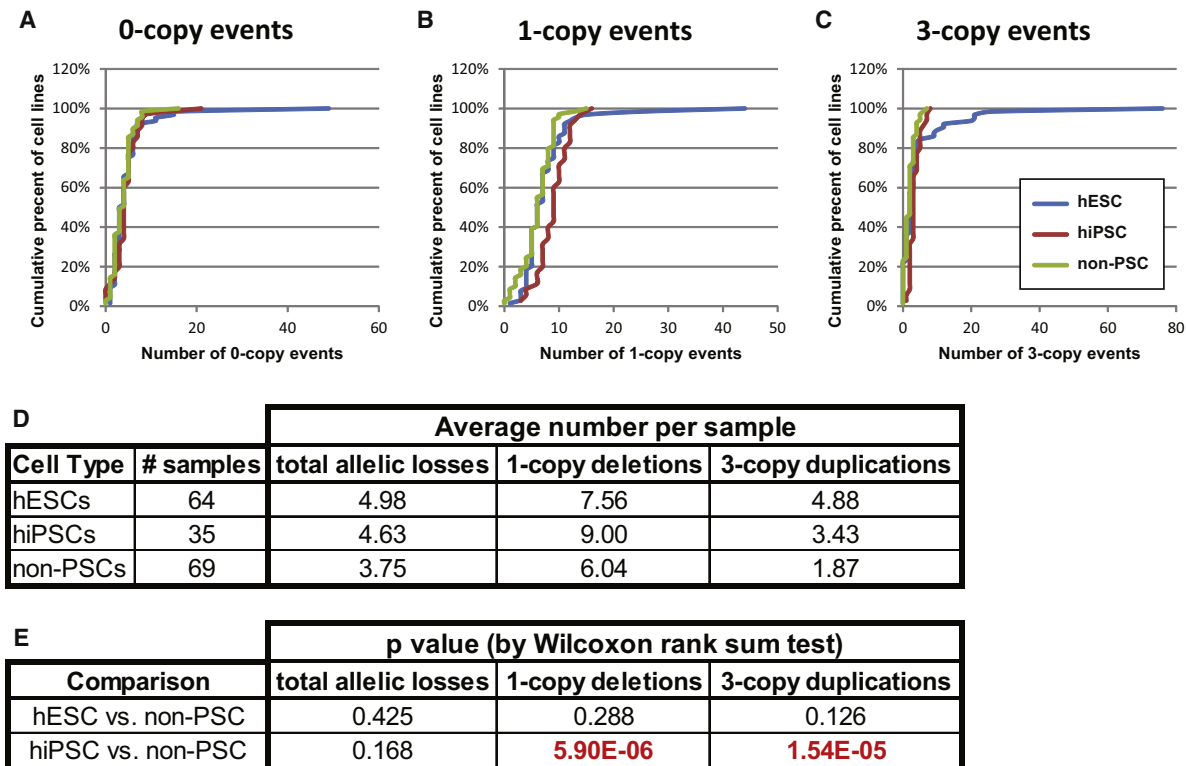 A
0-copy events
Cumulative precent of cell lines
120%
100%
80%
60%
40%
20%
0%
0 20 40 60
Number of 0-copy events
B
1-copy events
Cumulative precent of cell lines
120%
100%
80%
60%
40%
20%
0%
0 10 20 30 40 50
Number of 1-copy events
C
3-copy events
Cumulative precent of cell lines
120%
100%
80%
60%
40%
20%
0%
0 20 40 60 80
Number of 3-copy events
hESC
hiPSC
non-PSC
D
Average number per sample
Cell Type # samples total allelic losses 1-copy deletions 3-copy duplications
hESCs 64 4.98 7.56 4.88
hiPSCs 35 4.63 9.00 3.43
non-PSCs 69 3.75 6.04 1.87
E
p value (by Wilcoxon rank sum test)
Comparison total allelic losses 1-copy deletions 3-copy duplications
hESC vs. non-PSC 0.425 0.288 0.126
hiPSC vs. non-PSC 0.168 5.90E-06 1.54E-05